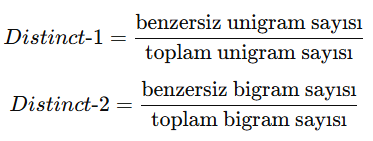 Distinct-1 = benzersiz unigram sayısı / toplam unigram sayısı
Distinct-2 = benzersiz bigram sayısı / toplam bigram sayısı